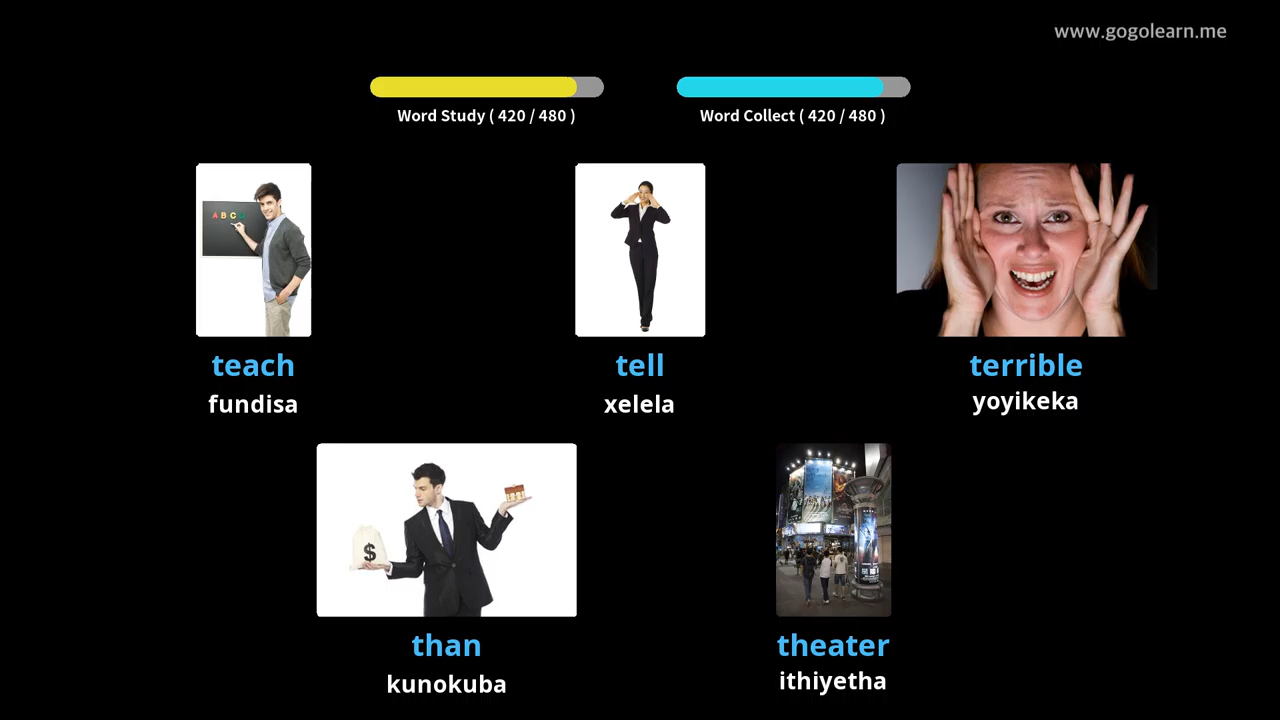 www.gogolearn.me
Word Study ( 420 / 480 )
Word Collect ( 420 / 480 )
A B C
teach
fundisa
tell
xelela
terrible
yoyikeka
$
than
kunokuba
theater
ithiyetha